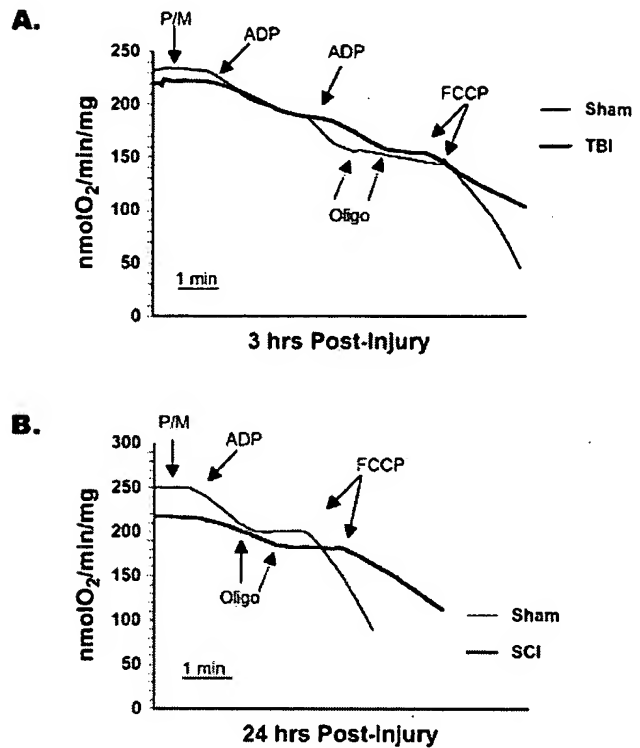 A.
P/M
ADP
ADP
FCCP
Oligo
250
200
150
100
50
0
nmolO₂/min/mg
1 min
Sham
TBI
3 hrs Post-Injury
B.
P/M
ADP
FCCP
Oligo
300
250
200
150
100
50
0
nmolO₂/min/mg
1 min
Sham
SCI
24 hrs Post-Injury